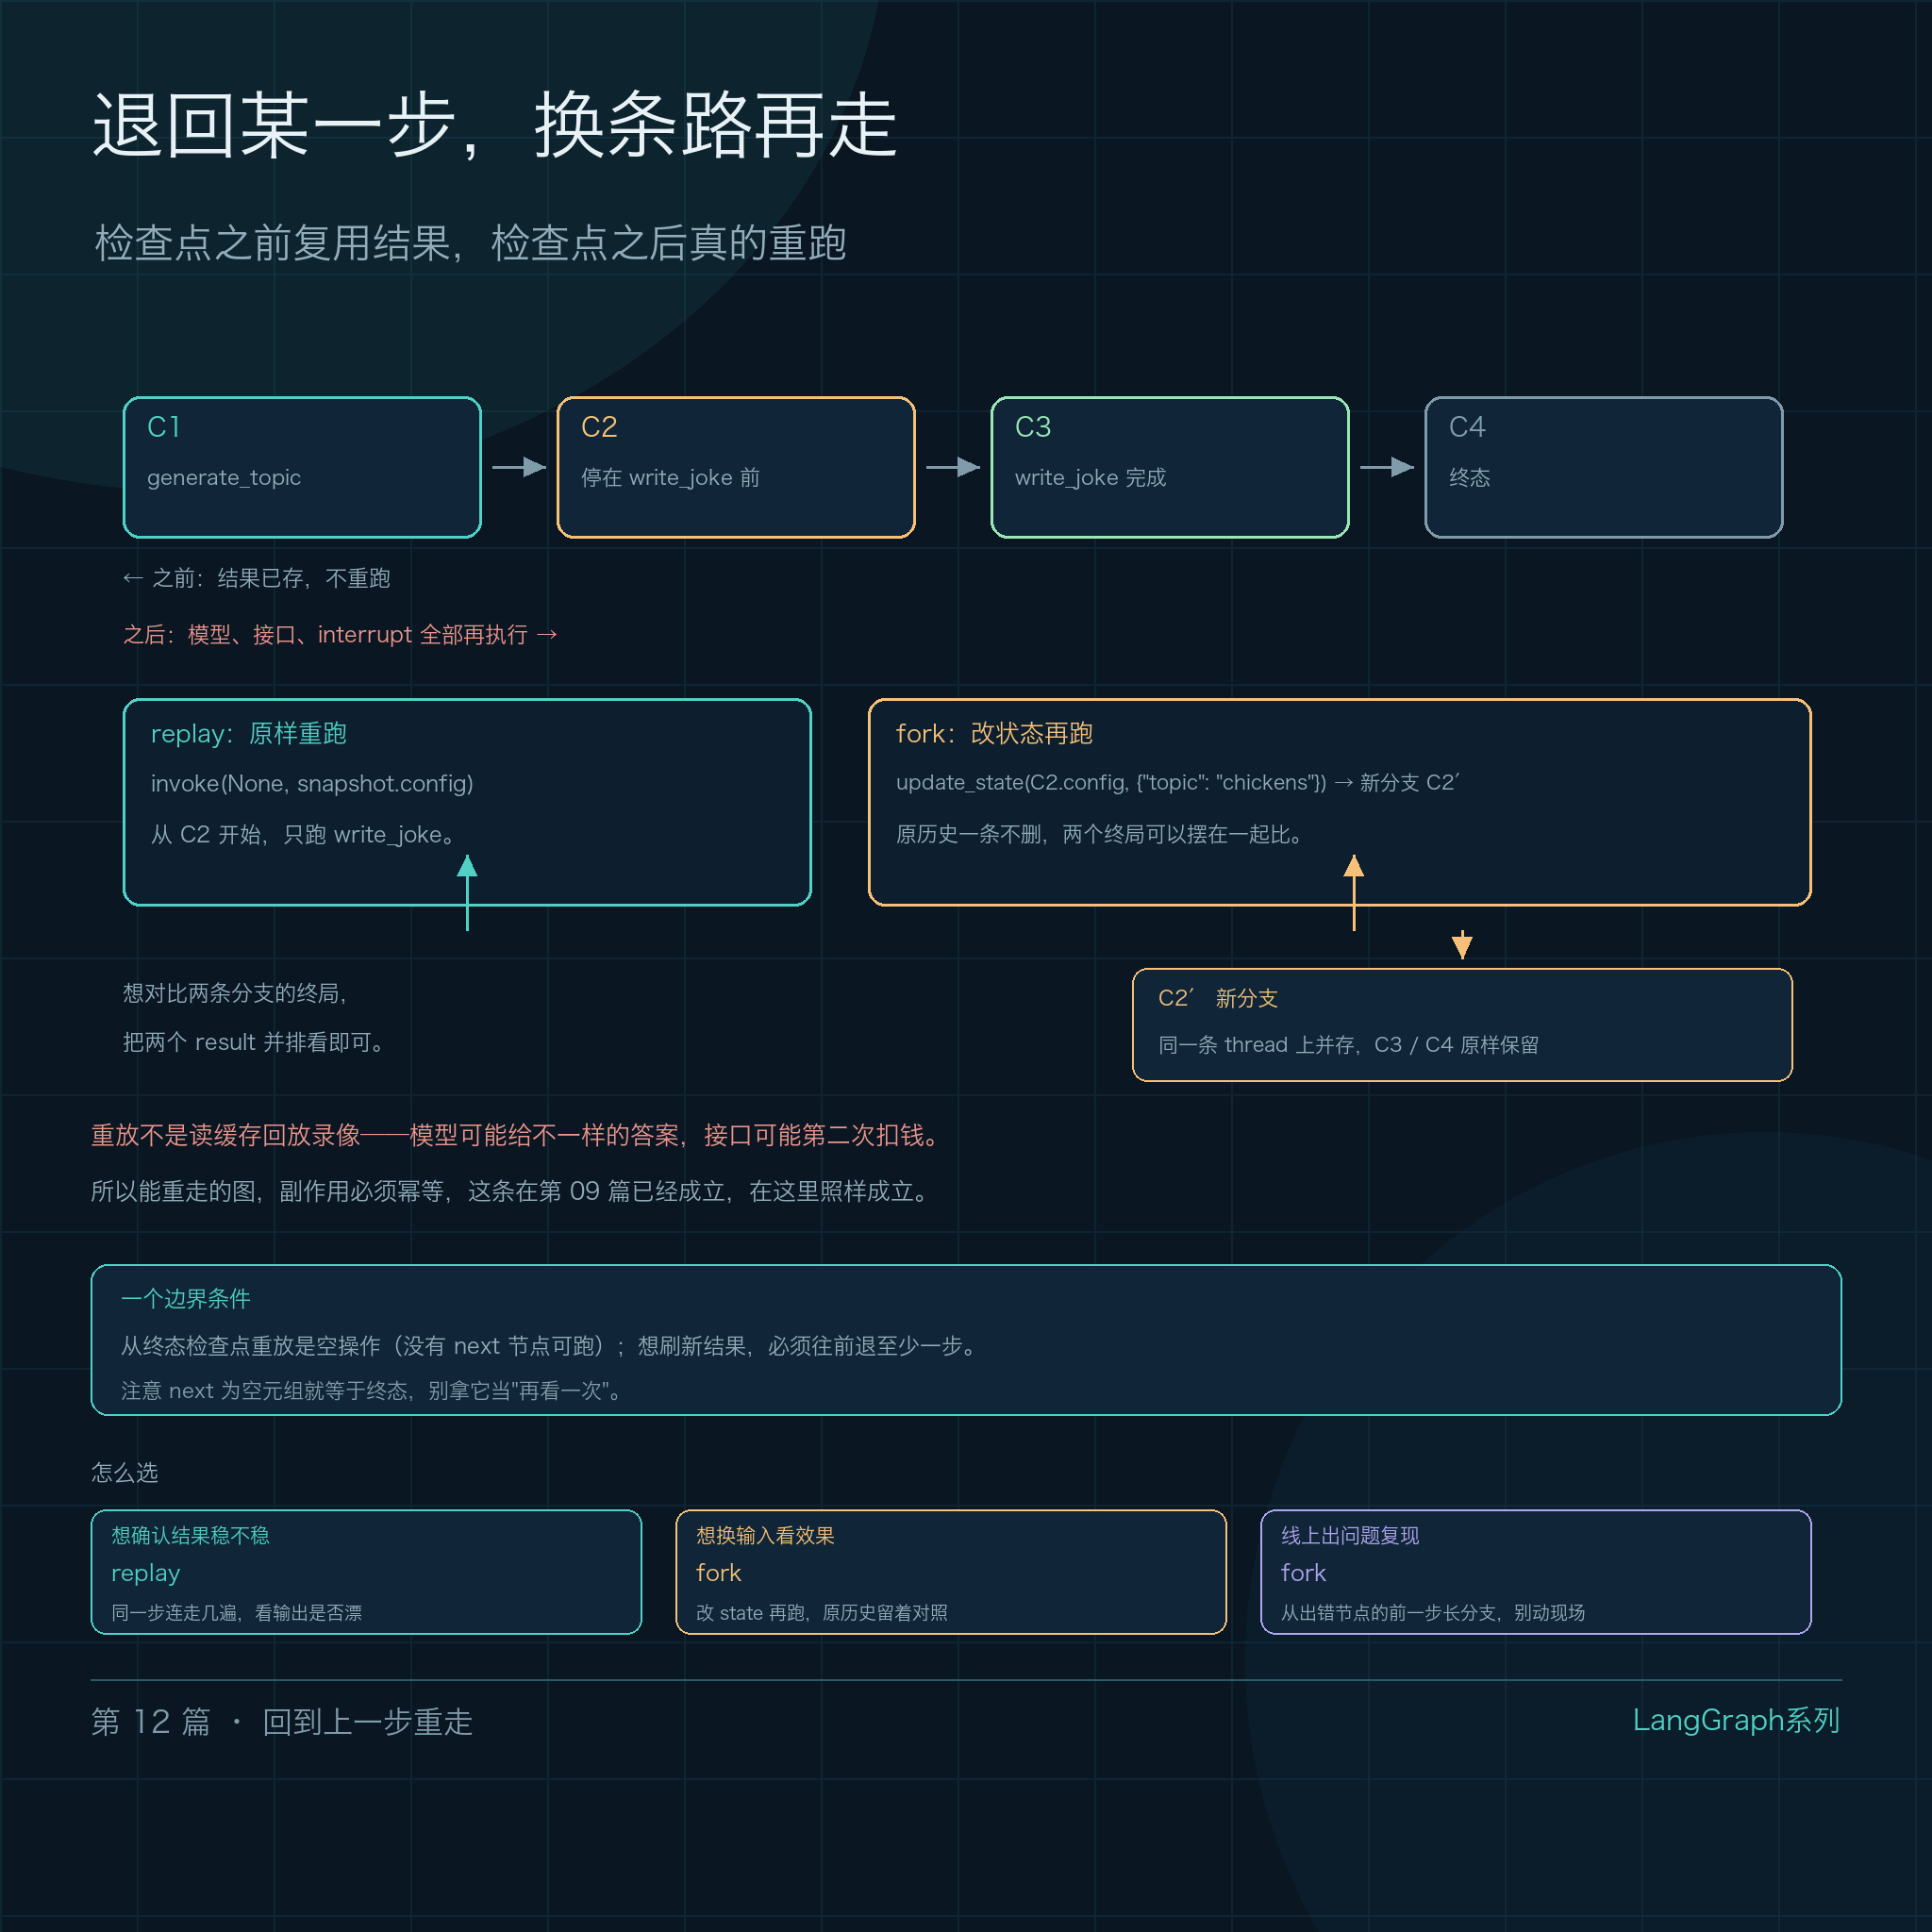 退回某一步，换条路再走
检查点之前复用结果，检查点之后真的重跑
C1
generate_topic
C2
停在 write_joke 前
C3
write_joke 完成
C4
终态
← 之前：结果已存，不重跑
之后：模型、接口、interrupt 全部再执行 →
replay：原样重跑
invoke(None, snapshot.config)
从 C2 开始，只跑 write_joke。
fork：改状态再跑
update_state(C2.config, {"topic": "chickens"}) → 新分支 C2′
原历史一条不删，两个终局可以摆在一起比。
想对比两条分支的终局，
把两个 result 并排看即可。
C2′ 新分支
同一条 thread 上并存，C3 / C4 原样保留
重放不是读缓存回放录像——模型可能给不一样的答案，接口可能第二次扣钱。
所以能重走的图，副作用必须幂等，这条在第 09 篇已经成立，在这里照样成立。
一个边界条件
从终态检查点重放是空操作（没有 next 节点可跑）；想刷新结果，必须往前退至少一步。
注意 next 为空元组就等于终态，别拿它当"再看一次"。
怎么选
想确认结果稳不稳
replay
同一步连走几遍，看输出是否漂
想换输入看效果
fork
改 state 再跑，原历史留着对照
线上出问题复现
fork
从出错节点的前一步长分支，别动现场
第 12 篇 · 回到上一步重走
LangGraph系列